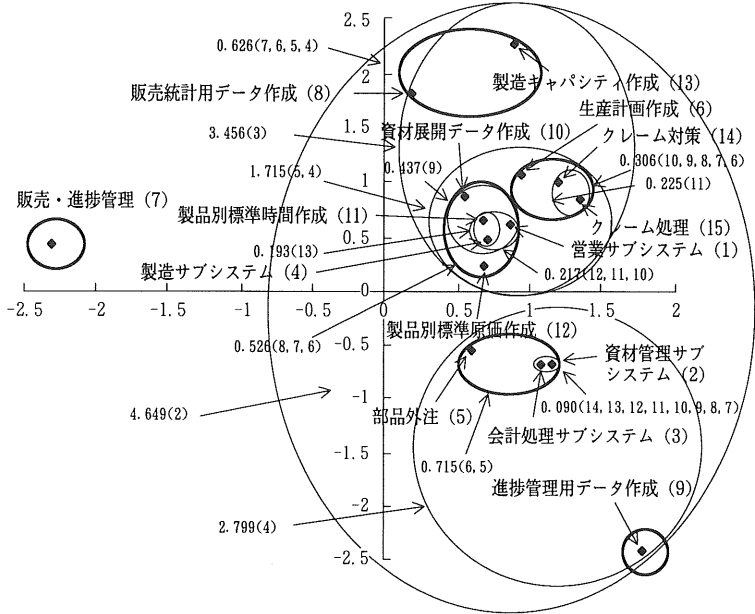 2.5
0.626(7,6,5,4)
2
製造キャパシティ作成 (13)
販売統計用データ作成 (8)
生産計画作成 (6)
1.5
資材展開データ作成 (10)
クレーム対策 (14)
3.456(3)
0.306(10,9,8,7,6)
1.715(5,4)
0.437(9)
1
0.225(11)
販売・進捗管理 (7)
製品別標準時間作成 (11)
クレーム処理 (15)
0.5
営業サブシステム (1)
0.193(13)
製造サブシステム (4)
0.217(12,11,10)
0
-2.5
-2
-1.5
-1
-0.5
0
0.5
1
1.5
2
製品別標準原価作成 (12)
0.526(8,7,6)
-0.5
資材管理サブ
システム (2)
-1
4.649(2)
部品外注 (5)
0.090(14,13,12,11,10,9,8,7)
会計処理サブシステム (3)
0.715(6,5)
-1.5
進捗管理用データ作成 (9)
-2
2.799(4)
-2.5